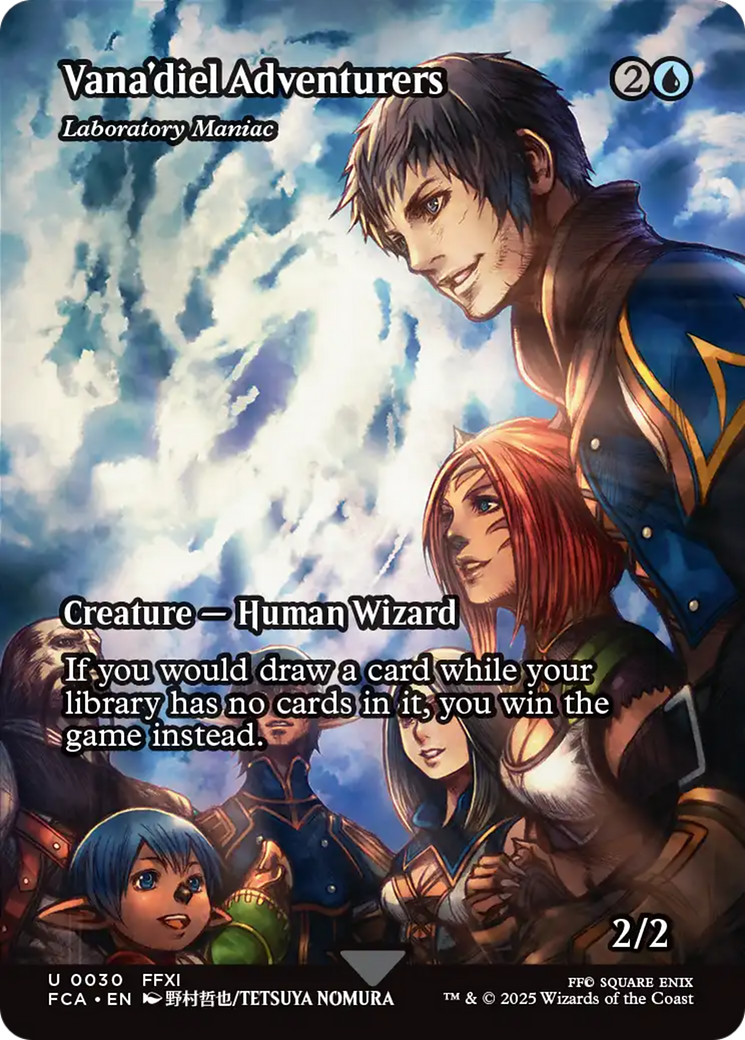 Vana'diel Adventurers 2
Laboratory Maniac
Creature — Human Wizard
If you would draw a card while your
library has no cards in it, you win the
game instead.
2/2
U 0030 FFXI
FCA • EN 野村哲也/TETSUYA NOMURA
FF© SQUARE ENIX
™ & © 2025 Wizards of the Coast